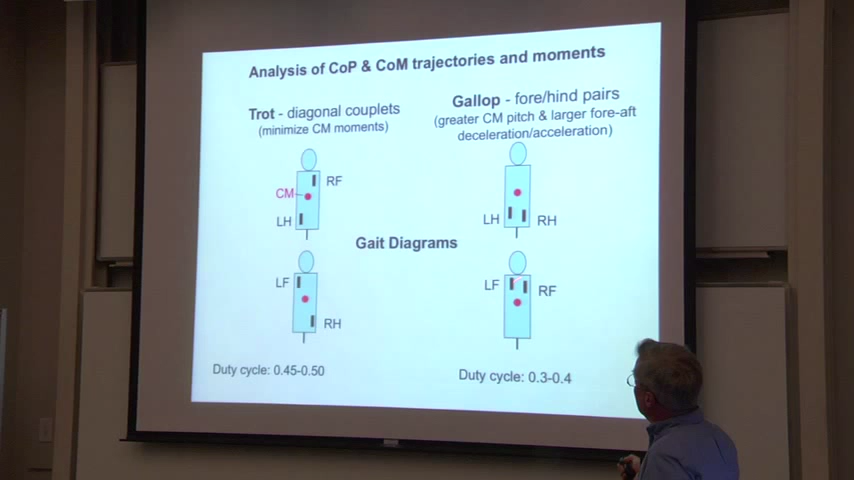 Analysis of CoP & CoM trajectories and moments
Trot - diagonal couplets
(minimize CM moments)
Gallop - fore/hind pairs
(greater CM pitch & larger fore-aft
deceleration/acceleration)
RF
CM
LH
LH
RH
Gait Diagrams
LF
RH
LF
RF
Duty cycle: 0.45-0.50
Duty cycle: 0.3-0.4